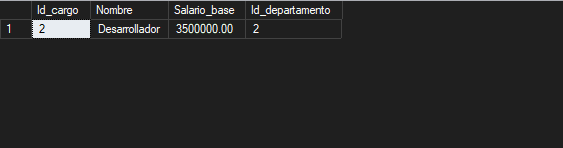 Id_cargo Nombre Salario_base Id_departamento
1 2 Desarrollador 3500000.00 2